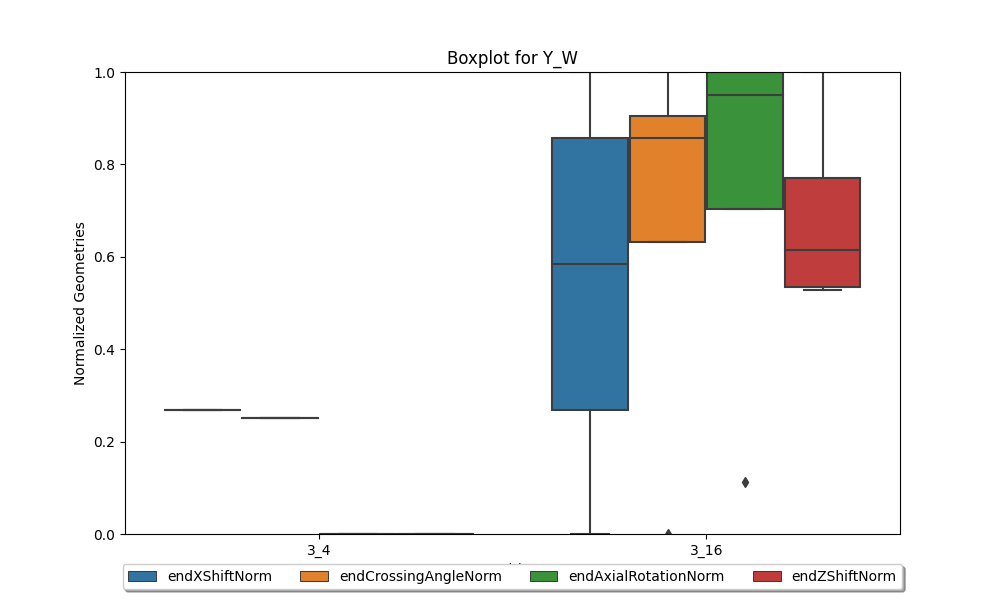 Boxplot for Y_W
Normalized Geometries
1.0
0.8
0.6
0.4
0.2
0.0
3_4 3_16
endXShiftNorm endCrossingAngleNorm endAxialRotationNorm endZShiftNorm